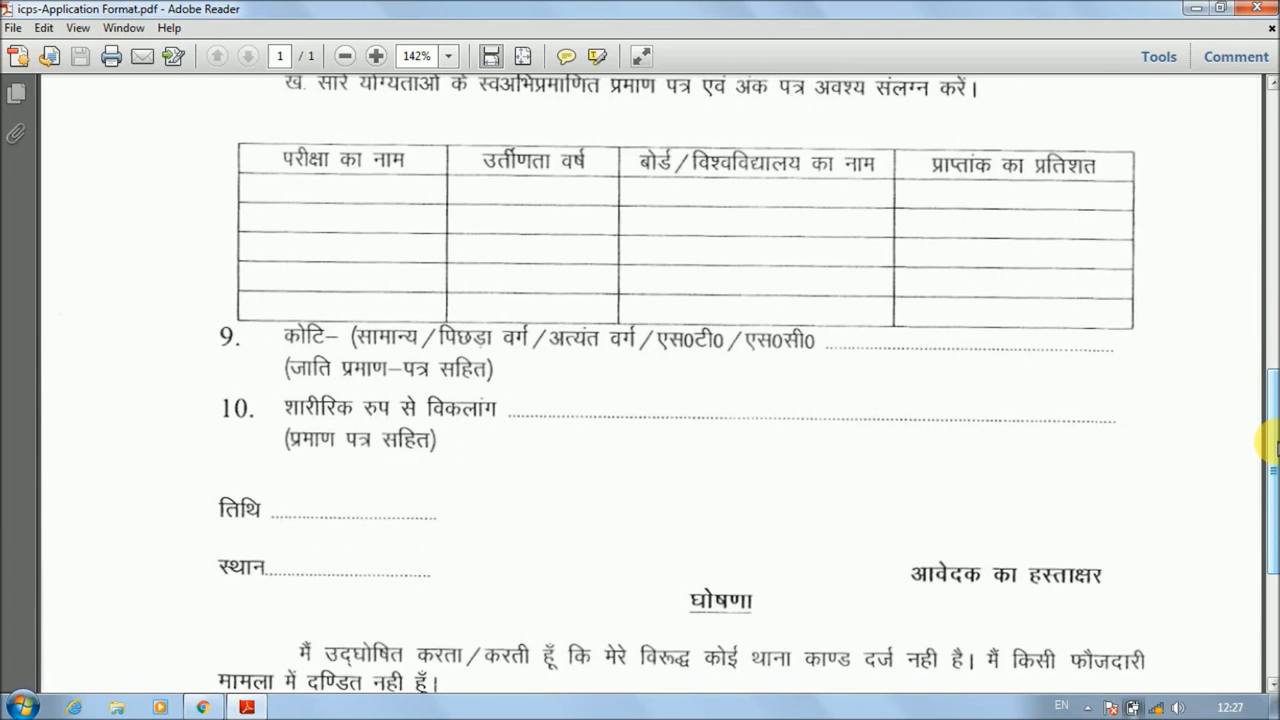 icps-Application Format.pdf - Adobe Reader
File Edit View Window Help
1 / 1 142% Tools Comment
ख. सारे योग्यताओं के स्वअभिप्रमाणित प्रमाण पत्र एवं अंक पत्र अवश्य संलग्न करें।
परीक्षा का नाम उर्तीणता वर्ष बोर्ड/विश्वविद्यालय का नाम प्राप्तांक का प्रतिशत
9. कोटि– (सामान्य/पिछड़ा वर्ग/अत्यंत वर्ग/एस0टी0/एस0सी0 ........................
(जाति प्रमाण–पत्र सहित)
10. शारीरिक रुप से विकलांग ........................
(प्रमाण पत्र सहित)
तिथि ........................
स्थान........................
आवेदक का हस्ताक्षर
घोषणा
मैं उद्घोषित करता/करती हूँ कि मेरे विरूद्ध कोई थाना काण्ड दर्ज नही है। मैं किसी फौजदारी
मामला में दण्डित नही हूँ।
EN 12:27